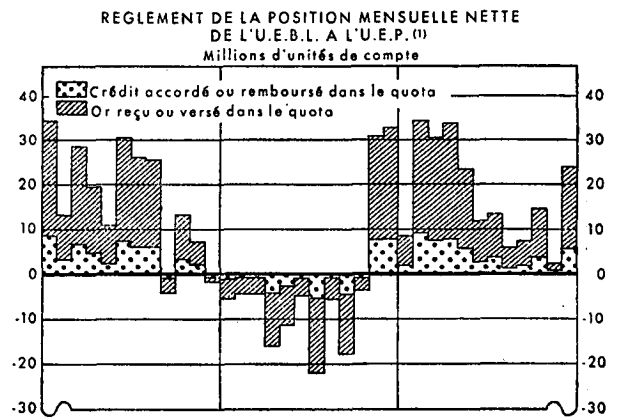 REGLEMENT DE LA POSITION MENSUELLE NETTE
DE L'U.E.B.L. A L'U.E.P. (1)
Millions d'unités de compte
Crédit accordé ou remboursé dans le quota
Or reçu ou versé dans le quota
40 40
30 30
20 20
10 10
0 0
-10 -10
-20 -20
-30 -30